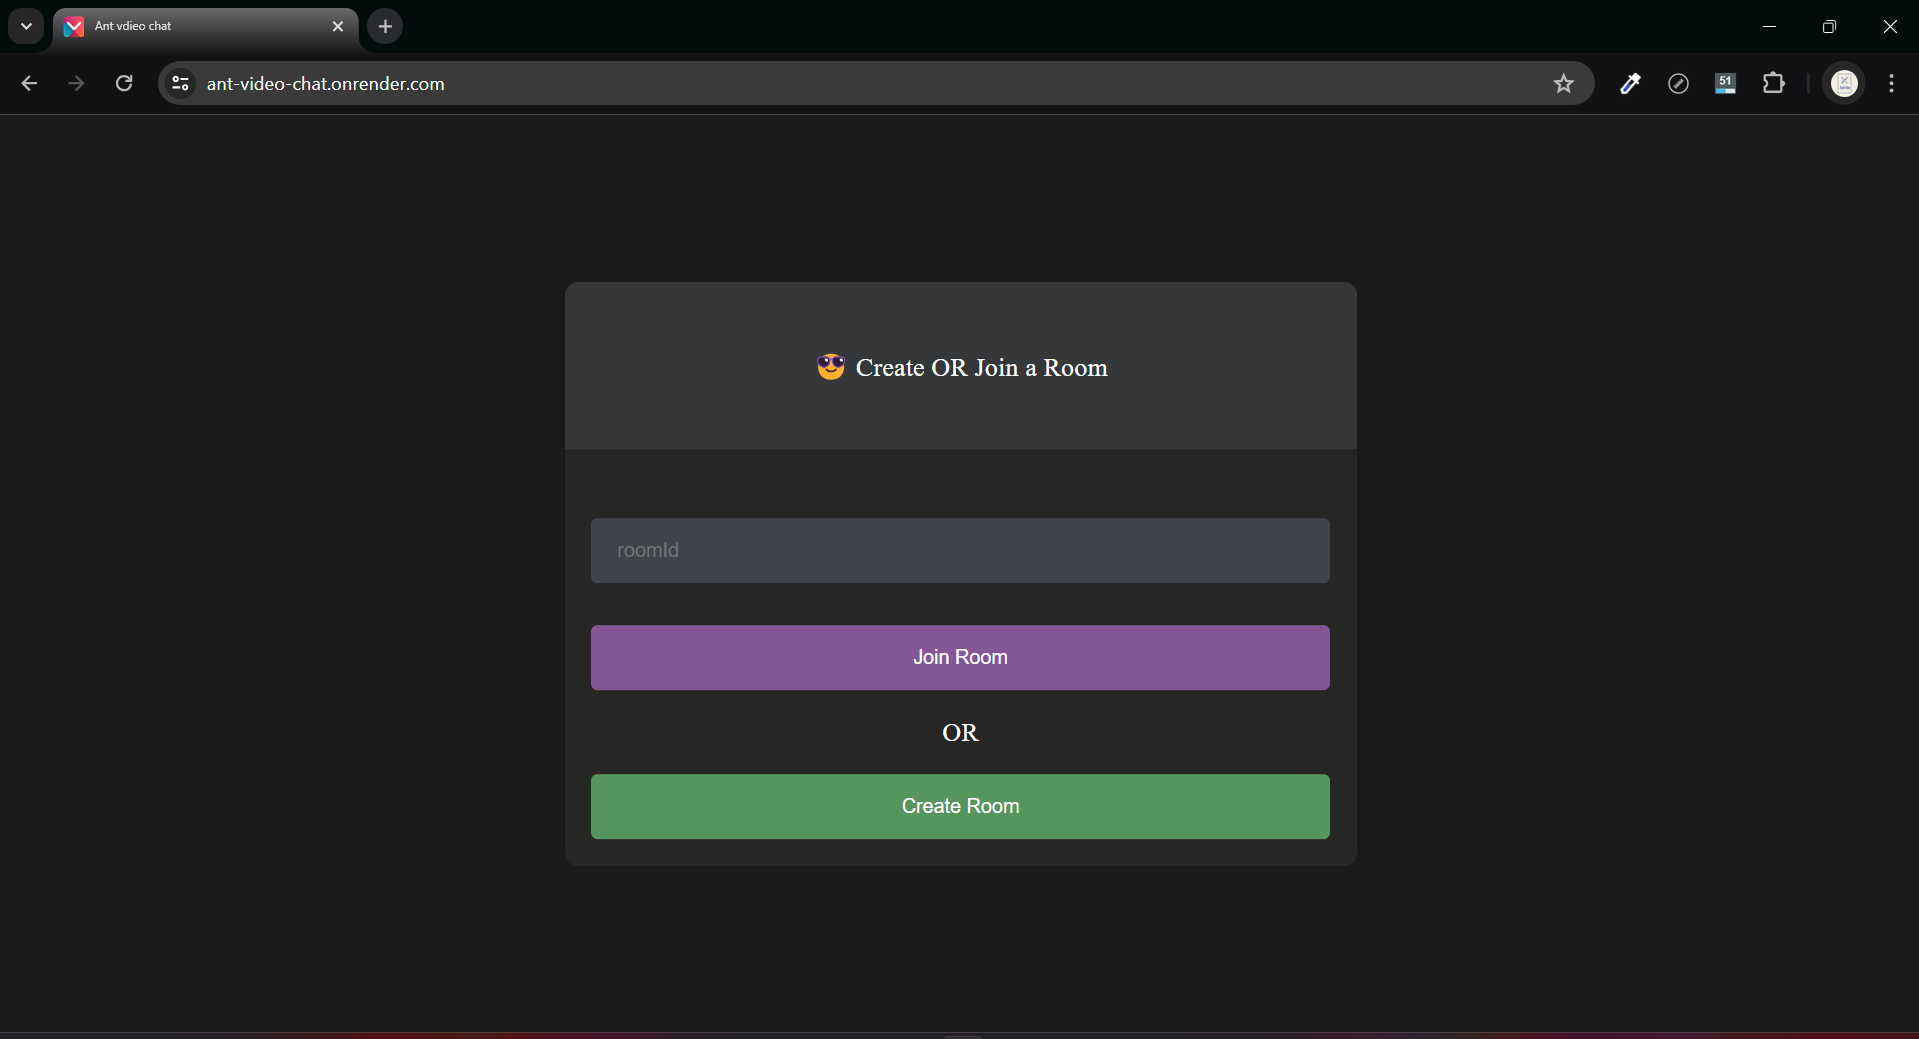 Ant vdieo chat
ant-video-chat.onrender.com
51
😎 Create OR Join a Room
roomId
Join Room
OR
Create Room